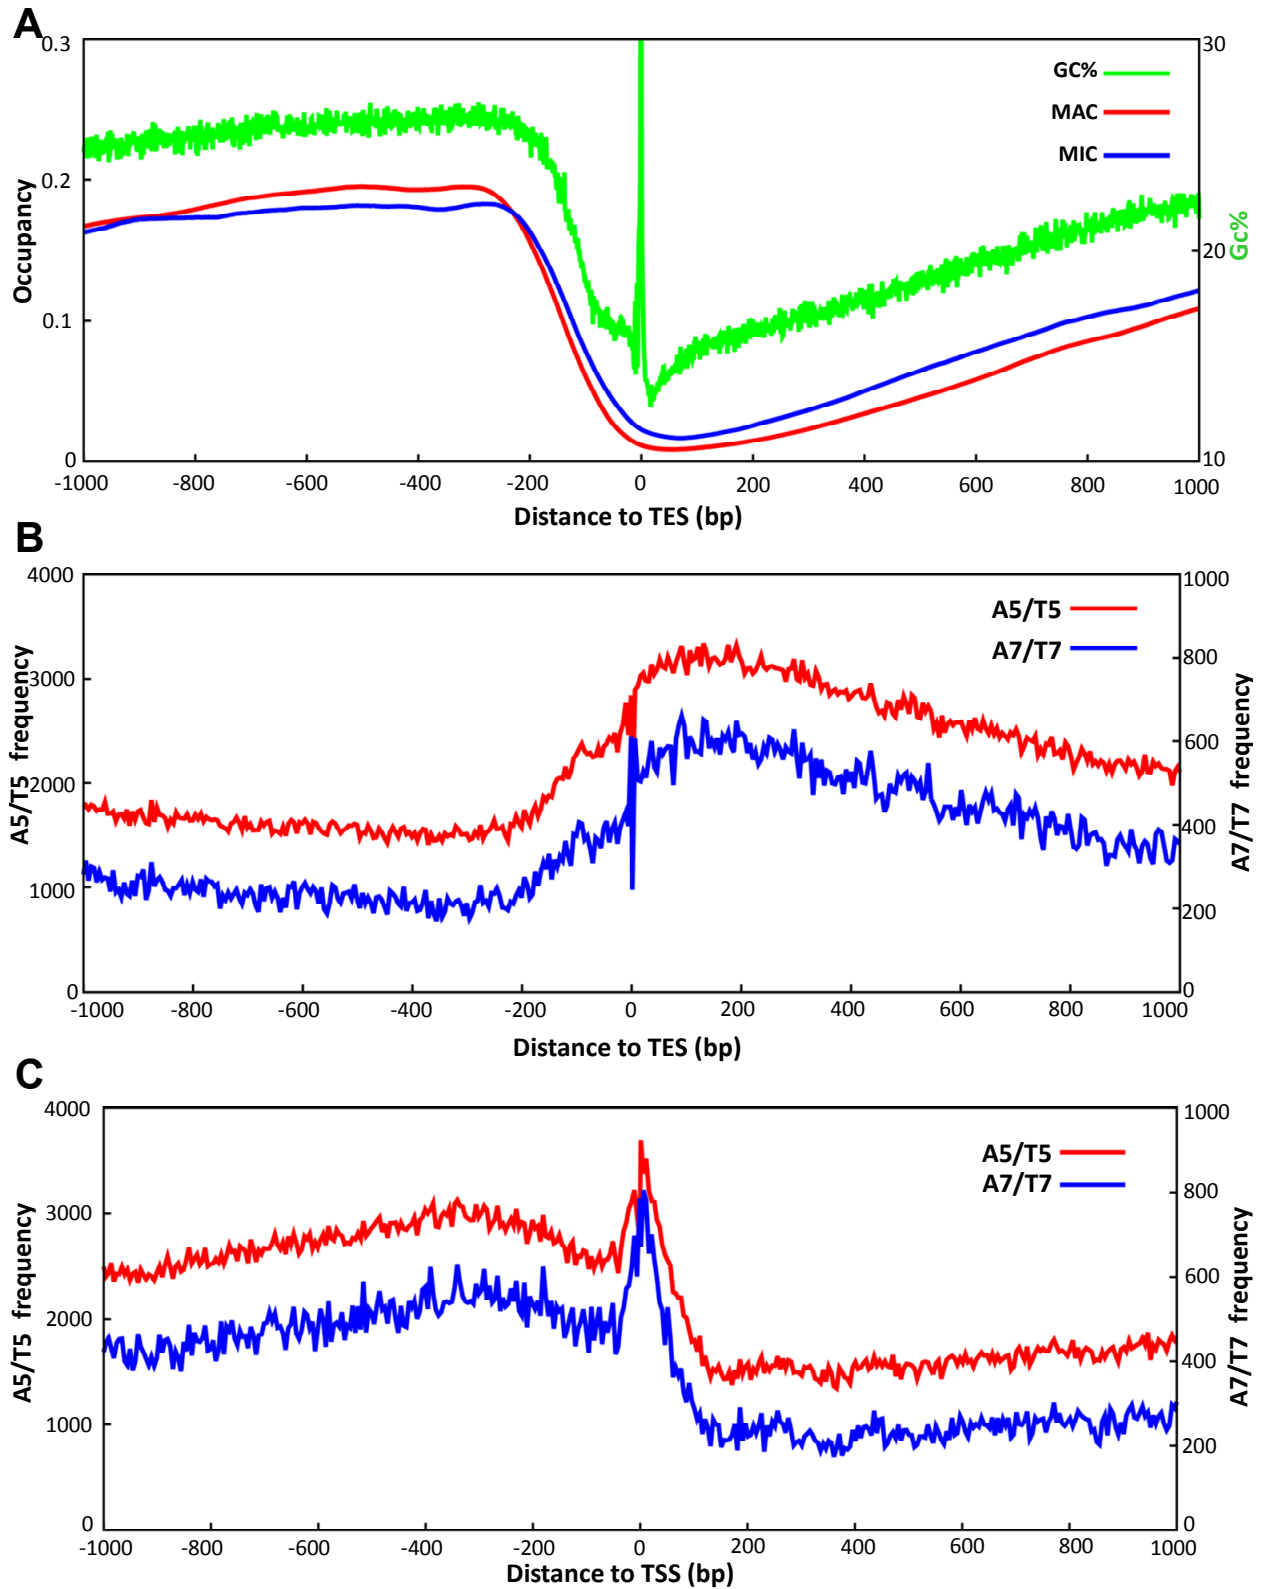 A
0.3
0.2
0.1
0
Occupancy
30
20
10
Gc%
GC%
MAC
MIC
-1000 -800 -600 -400 -200 0 200 400 600 800 1000
Distance to TES (bp)
B
4000
3000
2000
1000
0
A5/T5 frequency
1000
800
600
400
200
0
A7/T7 frequency
A5/T5
A7/T7
-1000 -800 -600 -400 -200 0 200 400 600 800 1000
Distance to TES (bp)
C
4000
3000
2000
1000
0
A5/T5 frequency
1000
800
600
400
200
0
A7/T7 frequency
A5/T5
A7/T7
-1000 -800 -600 -400 -200 0 200 400 600 800 1000
Distance to TSS (bp)